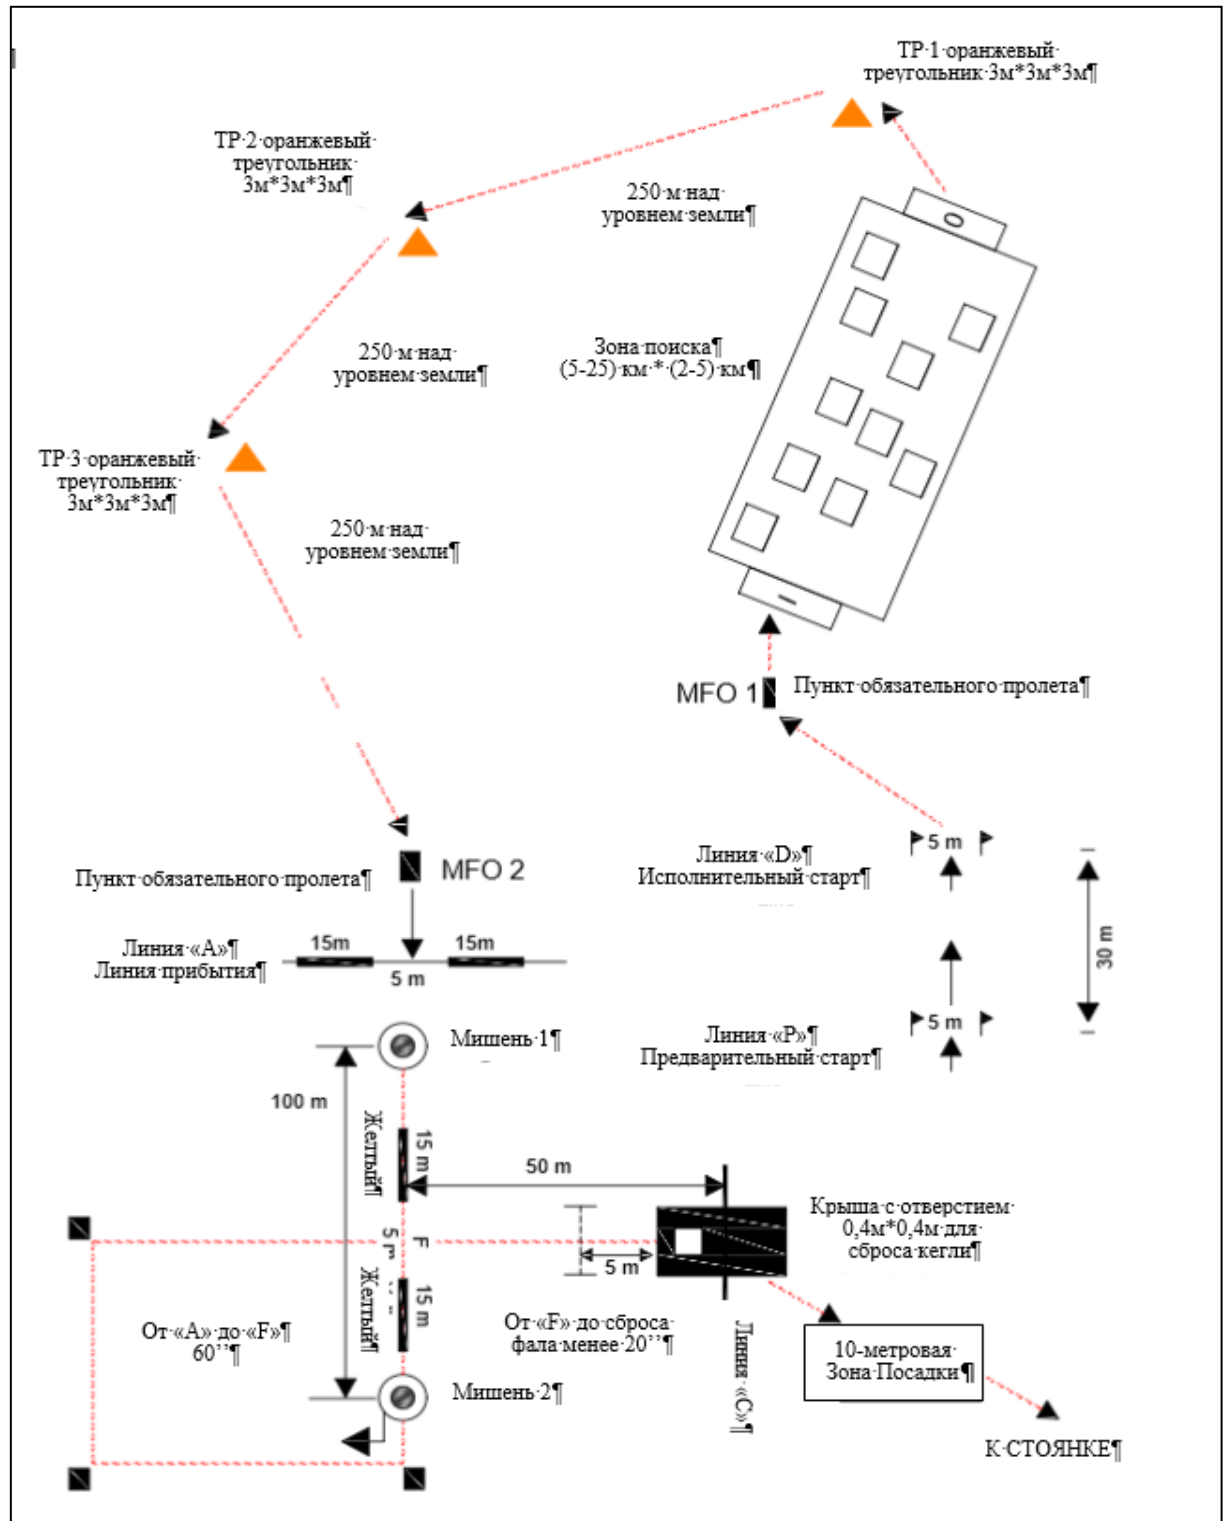 ТР·1·оранжевый·
треугольник·3м*3м*3м¶
ТР·2·оранжевый·
треугольник·
3м*3м*3м¶
250·м·над·
уровнем·земли¶
O
250·м·над·
уровнем·земли¶
Зона·поиска¶
(5-25)·км·*·(2-5)·км¶
ТР·3·оранжевый·
треугольник·
3м*3м*3м¶
250·м·над·
уровнем·земли¶
I
MFO 1
Пункт·обязательного·пролета¶
Линия·«D»¶
Исполнительный·старт¶
5 m
30 m
Пункт·обязательного·пролета¶
MFO 2
Линия·«А»¶
Линия·прибытия¶
15m
15m
5 m
Линия·«Р»¶
Предварительный·старт¶
5 m
Мишень·1¶
100 m
Желтый¶
15 m
50 m
5 m
F
Крыша·с·отверстием·
0,4м*0,4м·для·
сброса·кегли¶
5 m
Желтый¶
15 m
От·«А»·до·«F»¶
60’’¶
От·«F»·до·сброса·
фала·менее·20’’¶
Линия·«С»¶
10-метровая·
Зона·Посадки¶
Мишень·2¶
К·СТОЯНКЕ¶